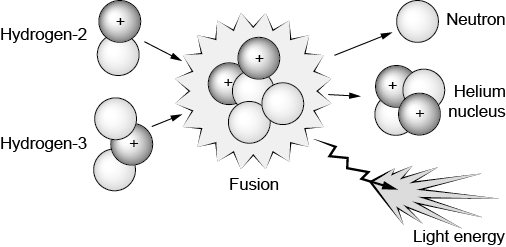 Hydrogen-2
+
Hydrogen-3
+
+
+
Fusion
Neutron
+
+
Helium
nucleus
Light energy